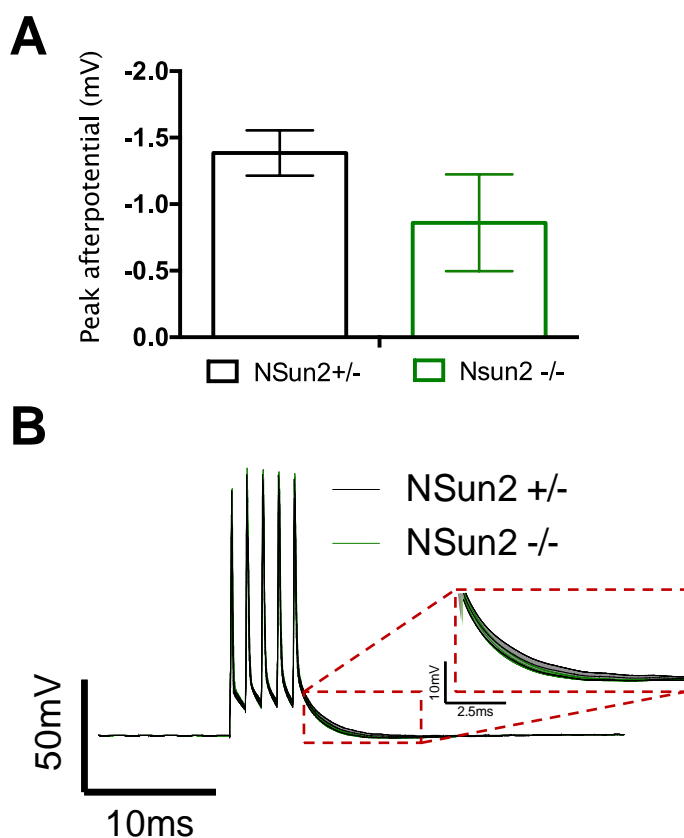 A
Peak afterpotential (mV)
-2.0
-1.5
-1.0
-0.5
0.0
NSun2+/-
Nsun2 -/-
B
NSun2 +/-
NSun2 -/-
10mV
2.5ms
50mV
10ms